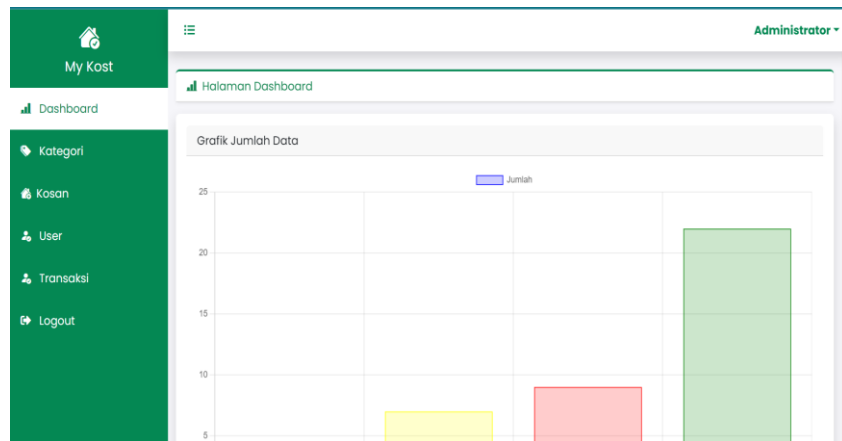 Administrator
My Kost
Halaman Dashboard
Dashboard
Kategori
Kosan
User
Transaksi
Logout
Grafik Jumlah Data
Jumlah
25
20
15
10
5